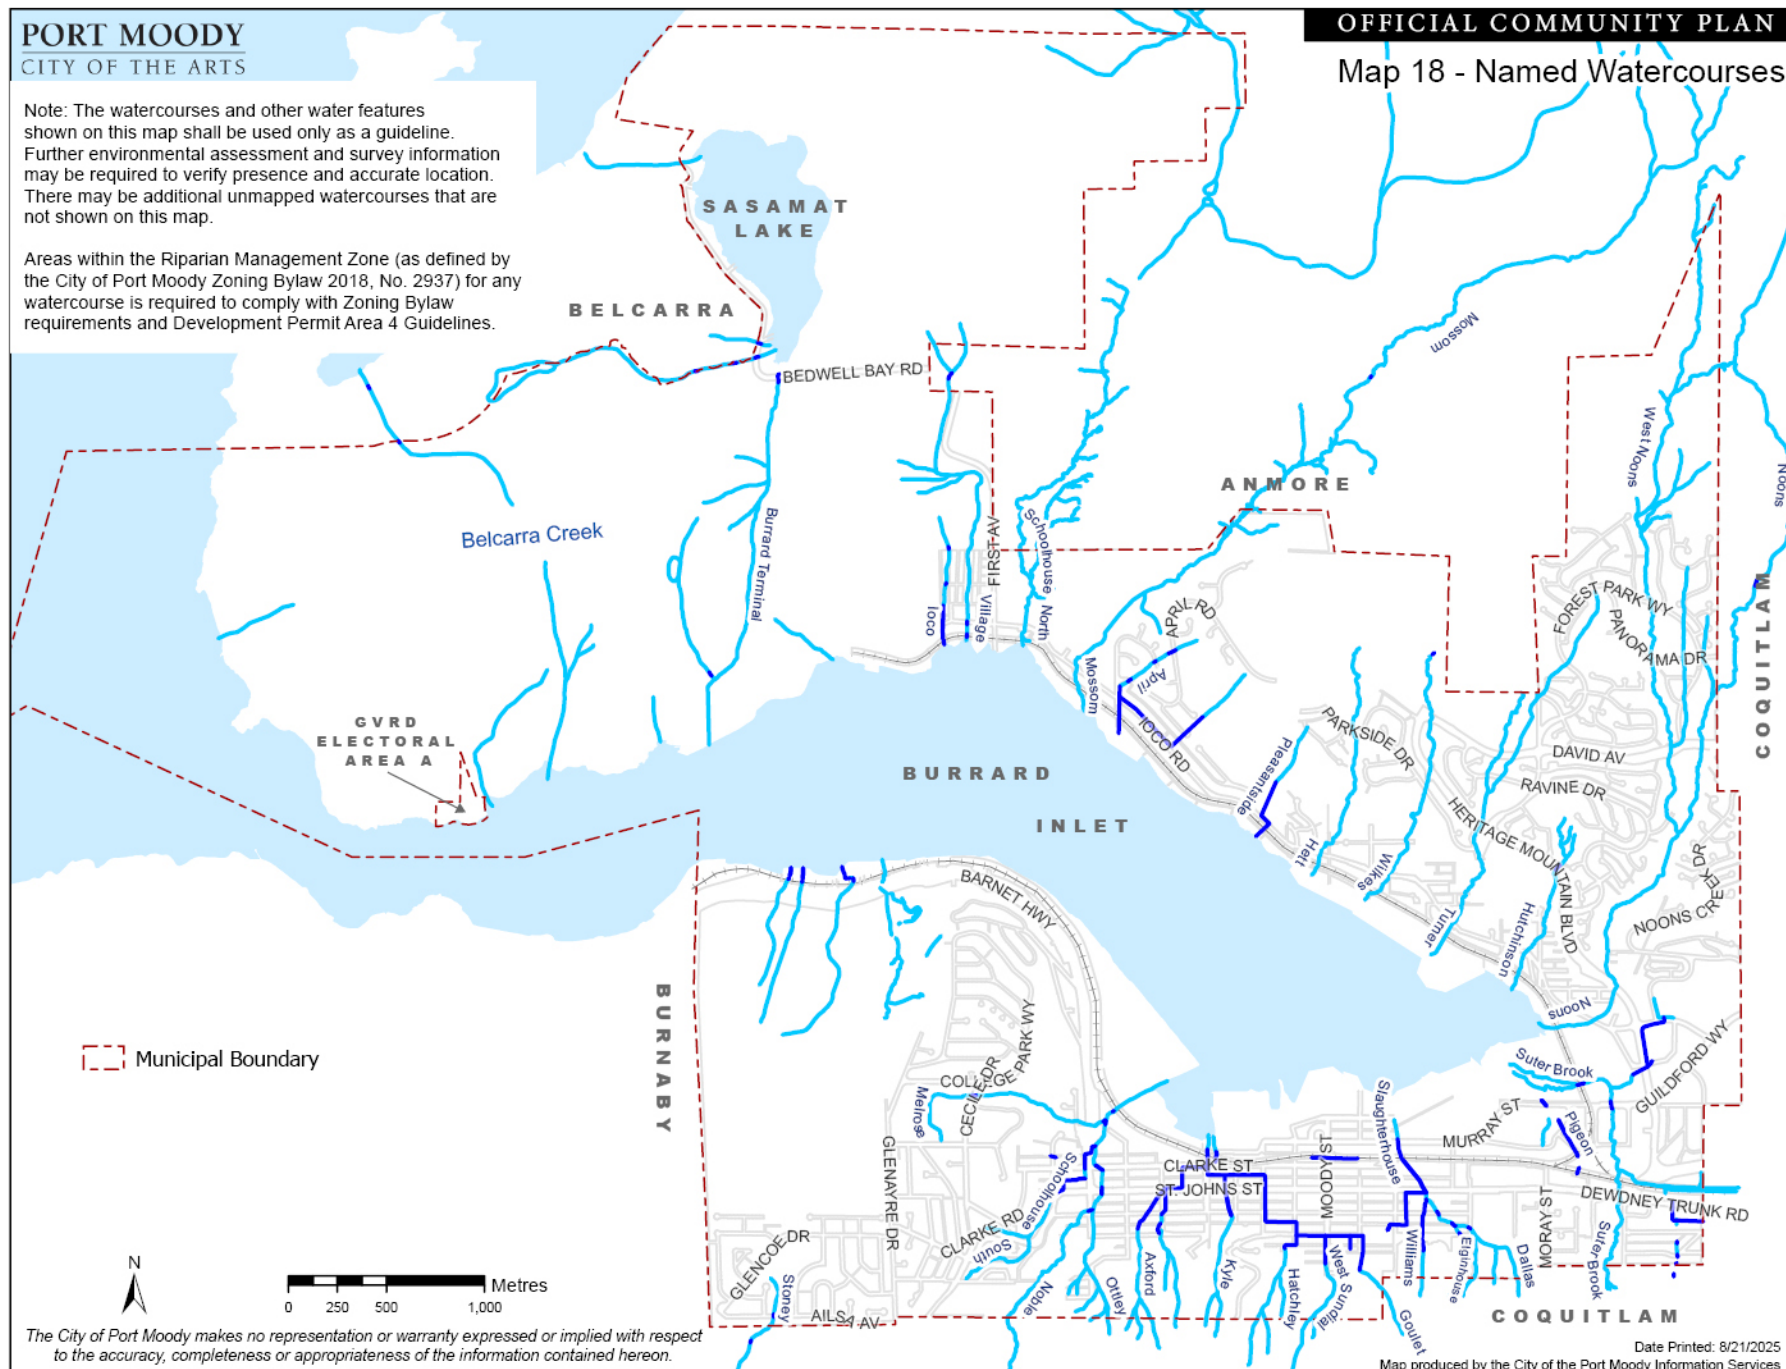 PORT MOODY
CITY OF THE ARTS
OFFICIAL COMMUNITY PLAN
Map 18 - Named Watercourses
Note: The watercourses and other water features
shown on this map shall be used only as a guideline.
Further environmental assessment and survey information
may be required to verify presence and accurate location.
There may be additional unmapped watercourses that are
not shown on this map.
Areas within the Riparian Management Zone (as defined by
the City of Port Moody Zoning Bylaw 2018, No. 2937) for any
watercourse is required to comply with Zoning Bylaw
requirements and Development Permit Area 4 Guidelines.
SASAMAT
LAKE
BELCARRA
BEDWELL BAY RD
Mossom
West Noons
Noons
ANMORE
Belcarra Creek
Burrard Terminal
FIRST AV
Schoolhouse North
Ioco
Village
APRIL RD
FOREST PARK WY
PANORAMA DR
COQUITLAM
Mossom
April
IOCO RD
GVRD
ELECTORAL
AREA A
PARKSIDE DR
Pleasantside
DAVID AV
RAVINE DR
BURRARD
INLET
HERITAGE MOUNTAIN BLVD
Hett
Wilkes
NOONS CREEK DR
BARNET HWY
Turner
Hutchinson
Noons
BURNABY
Municipal Boundary
COLLEGE PARK WY
CECILE DR
Melrose
Suter Brook
GUILDFORD WY
Slaughterhouse
MURRAY ST
Pigeon
GLENAYRE DR
Schoolhouse South
CLARKE ST
ST. JOHNS ST
MOODY ST
DEWDNEY TRUNK RD
MORAY ST
Suter Brook
CLARKE RD
GLENCOE DR
Stoney
AILSA AV
Noble
Ottley
Axford
Kyle
Hatchley
West Sundial
Goulet
Williams
Elginhouse
Dallas
COQUITLAM
N
0 250 500 1,000
Metres
The City of Port Moody makes no representation or warranty expressed or implied with respect
to the accuracy, completeness or appropriateness of the information contained hereon.
Date Printed: 8/21/2025
Map produced by the City of the Port Moody Information Services